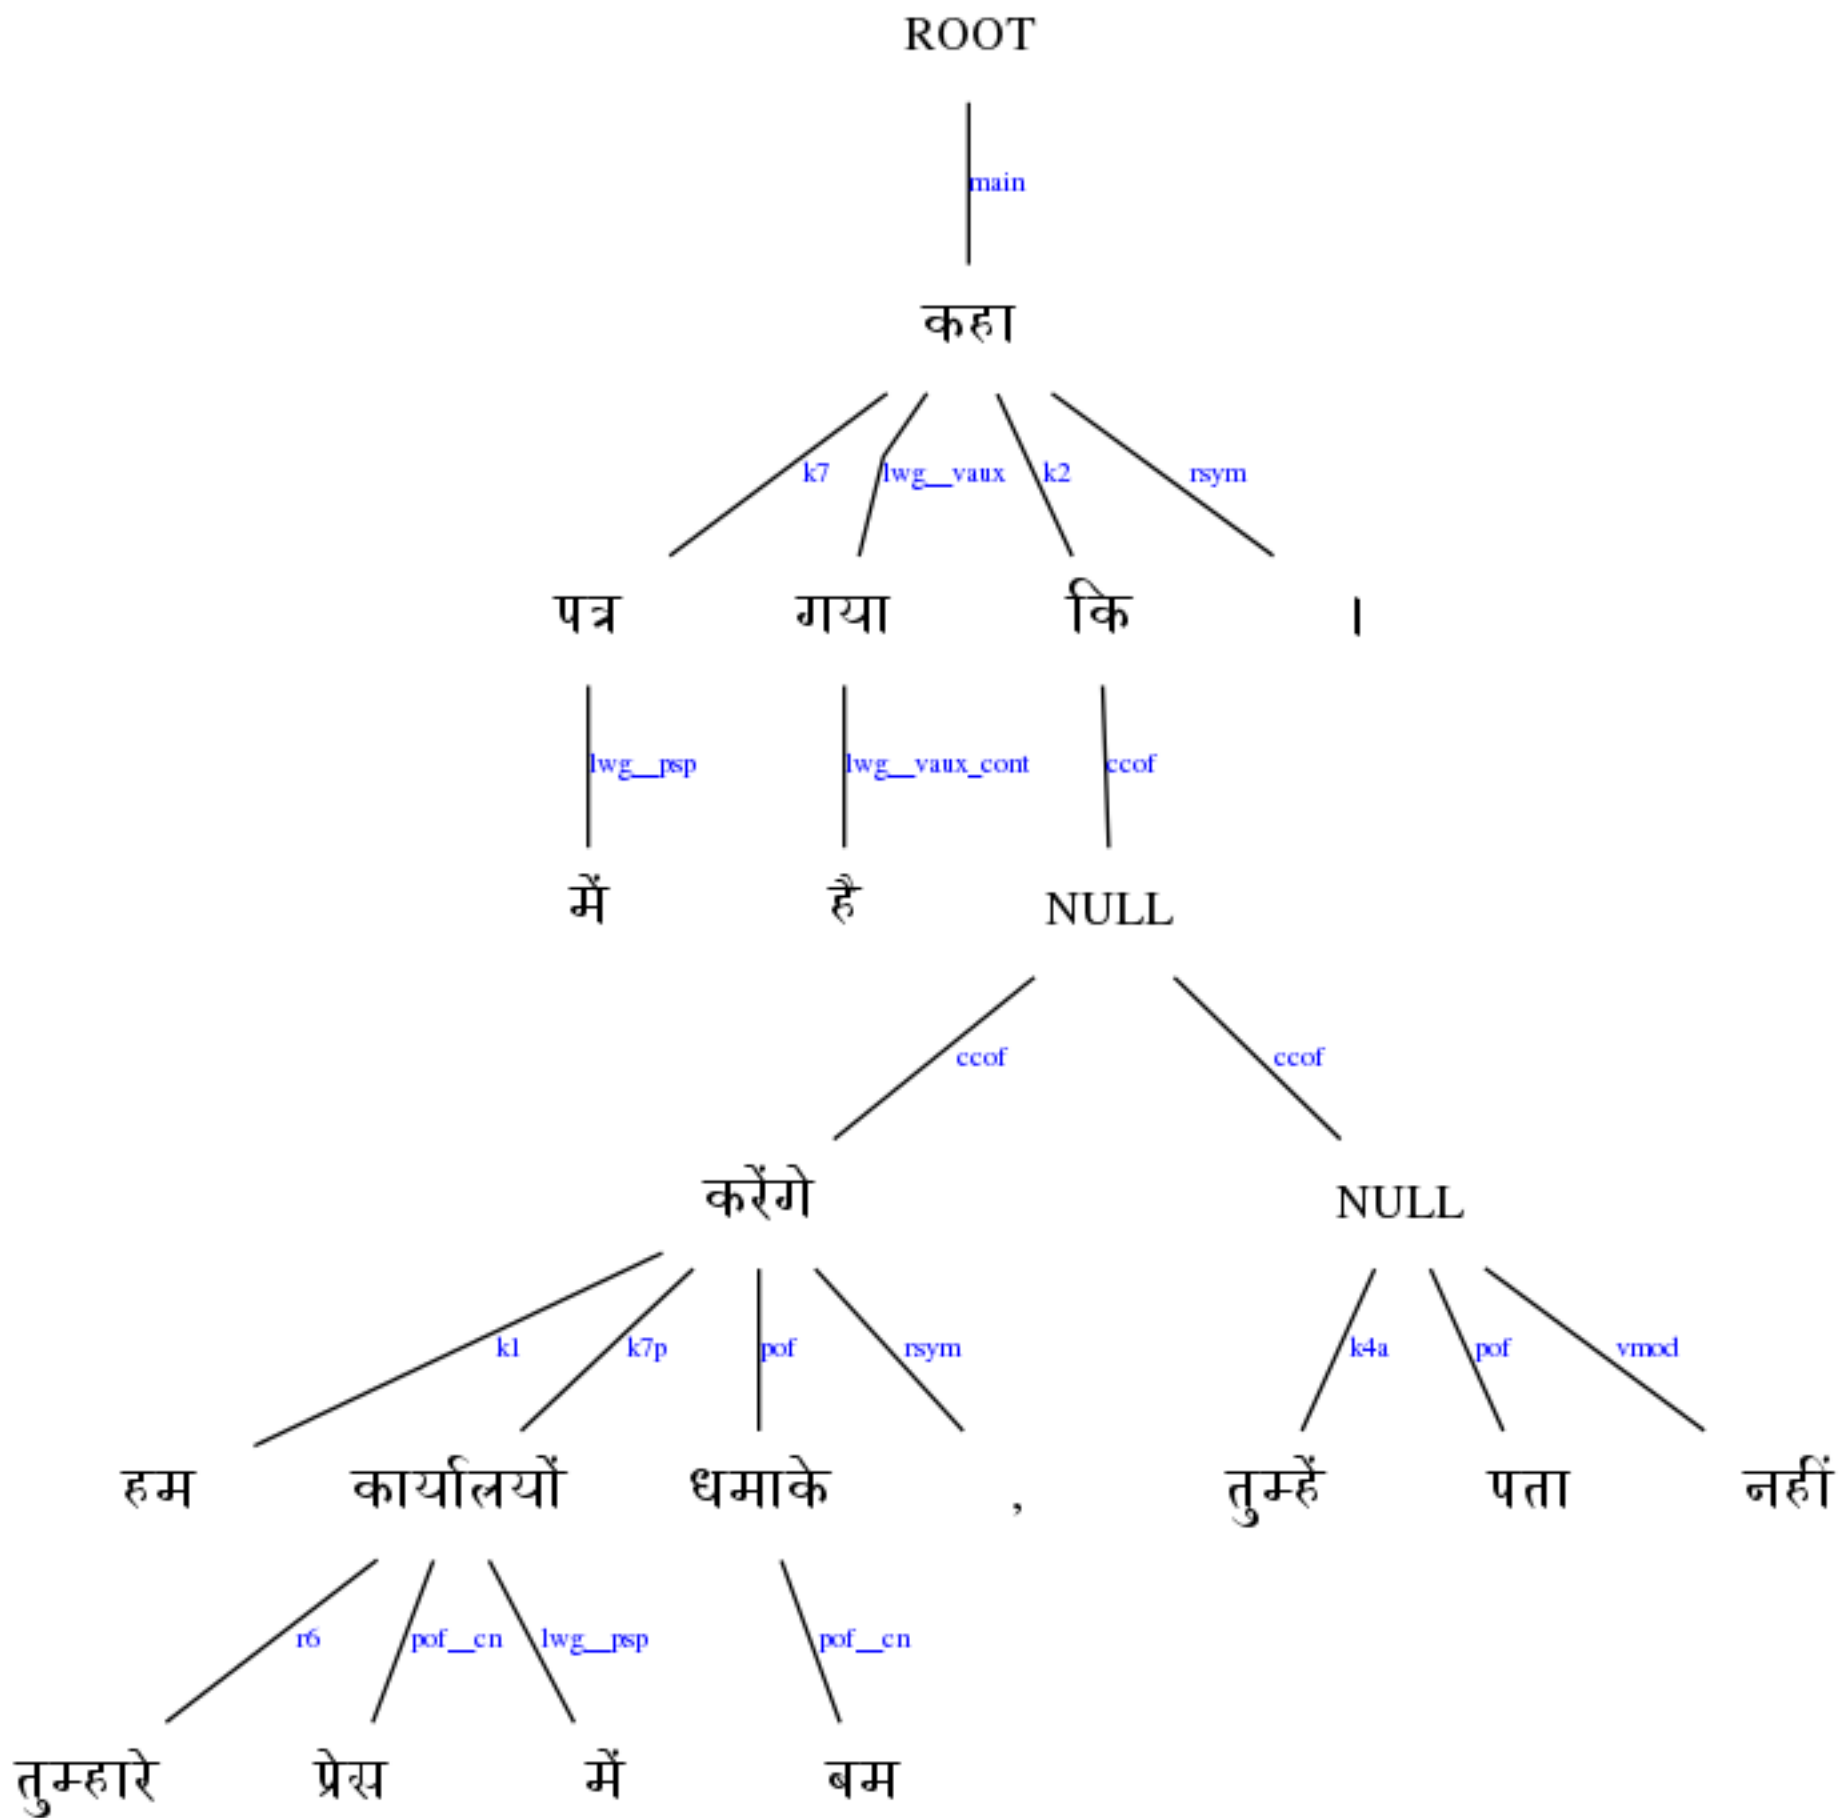 ROOT
main
कहा
k7 lwg__vaux k2 rsym
पत्र गया कि ।
lwg__psp lwg__vaux_cont ccof
में है NULL
ccof ccof
करेंगे NULL
k1 k7p pof rsym k4a pof vmod
हम कार्यालयों धमाके , तुम्हें पता नहीं
r6 pof__cn lwg__psp pof__cn
तुम्हारे प्रेस में बम